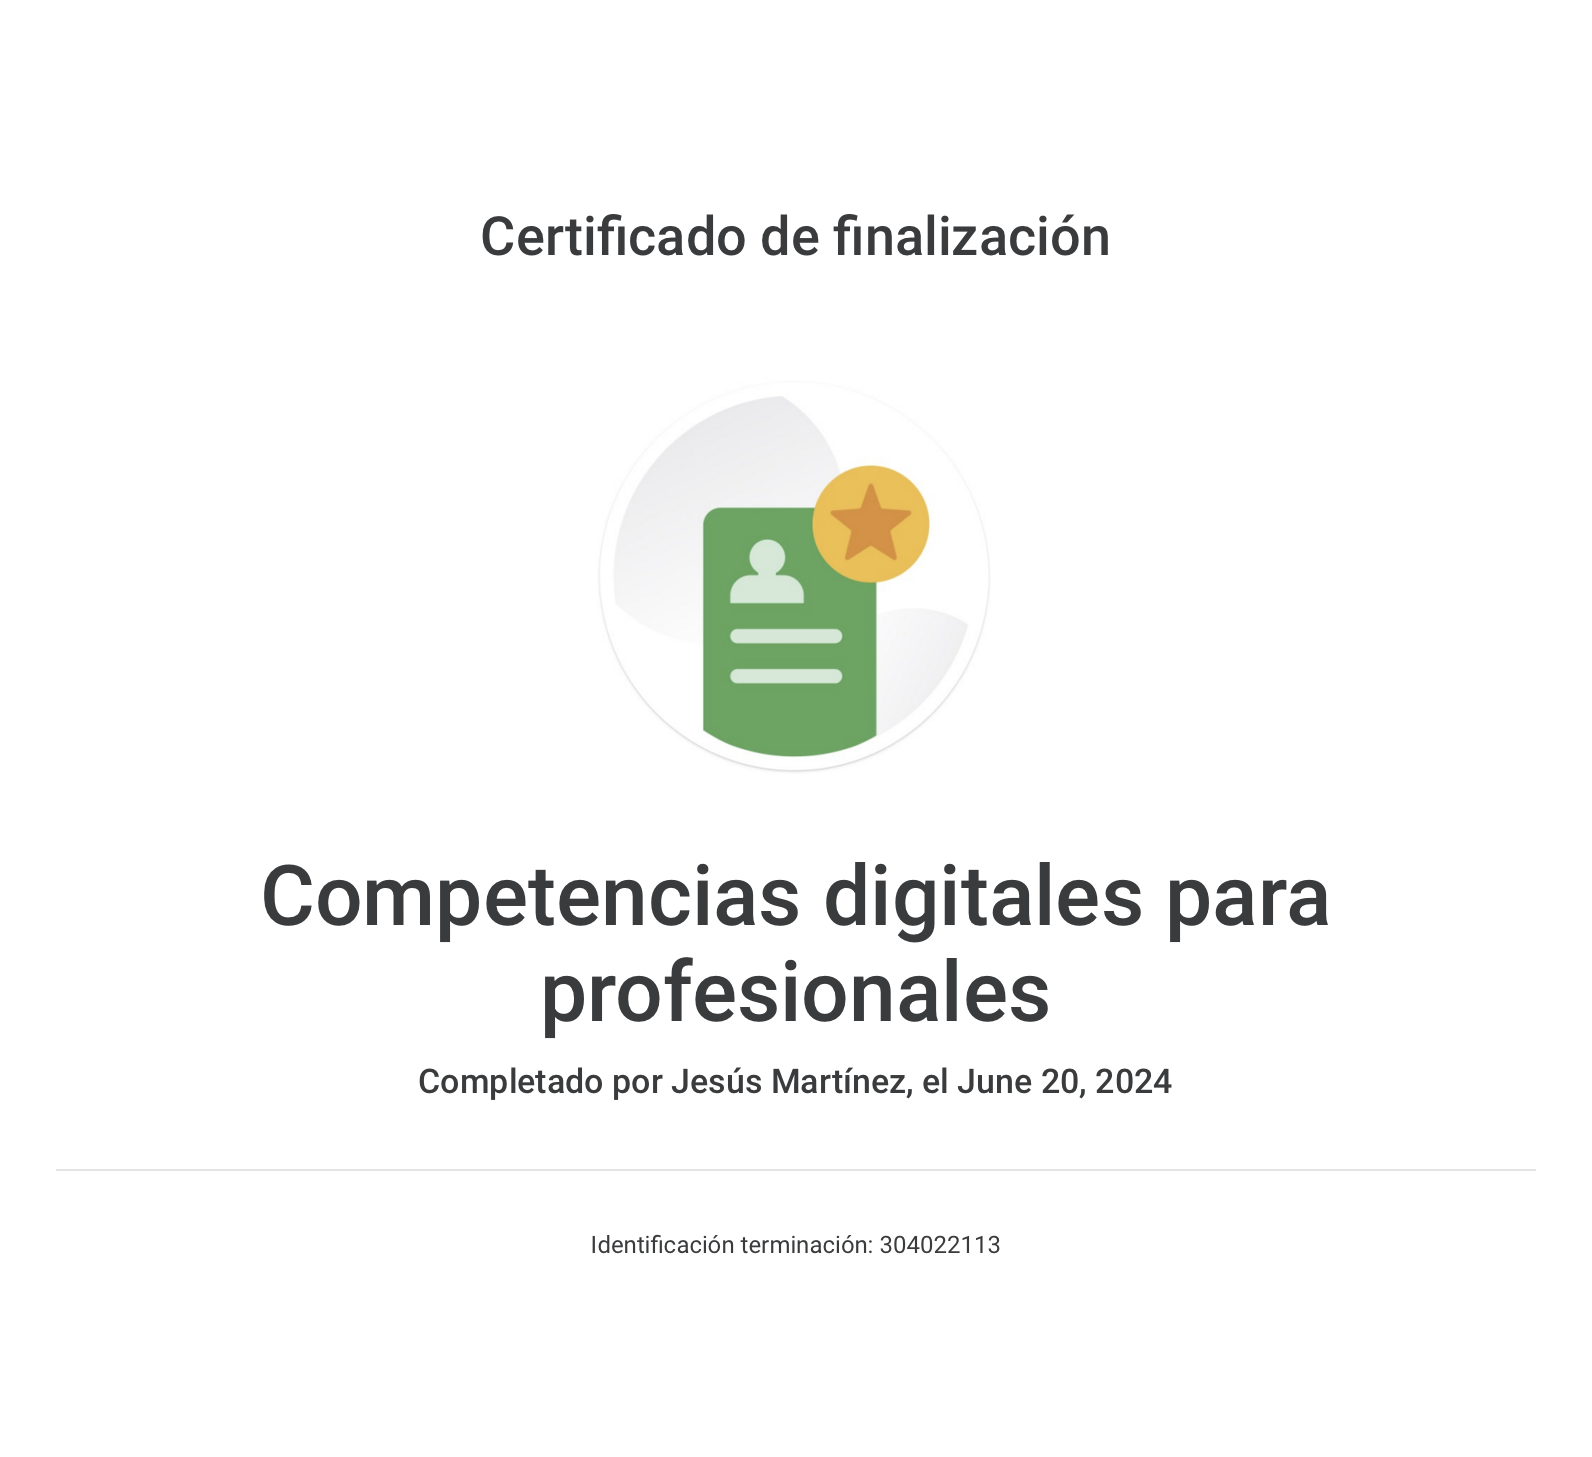 Certificado de finalización
Competencias digitales para
profesionales
Completado por Jesús Martínez, el June 20, 2024
Identificación terminación: 304022113